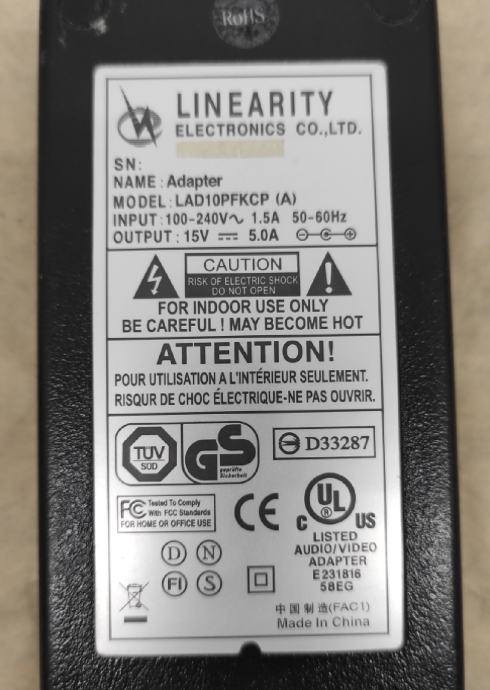 RoHS
LINEARITY
ELECTRONICS CO.,LTD.
SN:
NAME : Adapter
MODEL : LAD10PFKCP (A)
INPUT : 100-240V~ 1.5A 50-60Hz
OUTPUT : 15V ⎓ 5.0A
CAUTION
RISK OF ELECTRIC SHOCK
DO NOT OPEN
FOR INDOOR USE ONLY
BE CAREFUL ! MAY BECOME HOT
ATTENTION!
POUR UTILISATION A L'INTÉRIEUR SEULEMENT.
RISQUR DE CHOC ÉLECTRIQUE-NE PAS OUVRIR.
TUV
SUD
GS
geprüfte
Sicherheit
D33287
FC Tested To Comply
With FCC Standards
FOR HOME OR OFFICE USE
CE
C UL ® US
LISTED
AUDIO/VIDEO
ADAPTER
E231816
58EG
D N
FI S
中国制造(FAC1)
Made In China